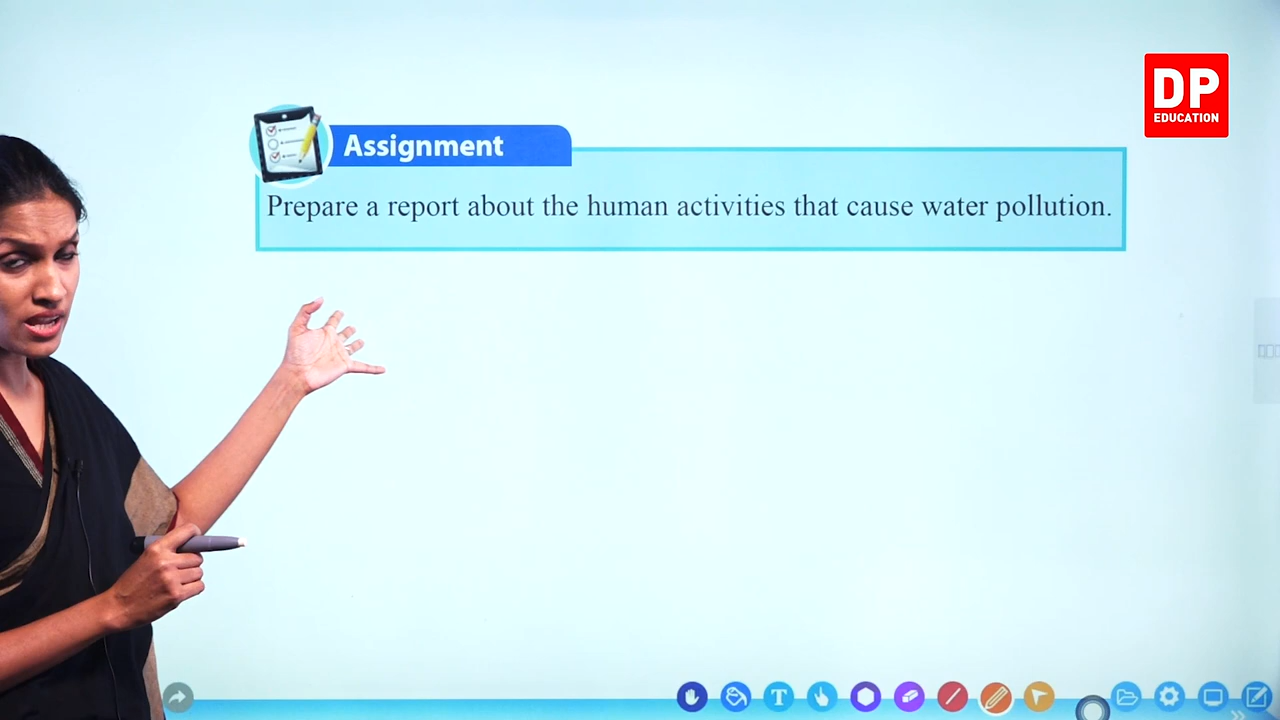 DP
EDUCATION
Assignment
Prepare a report about the human activities that cause water pollution.